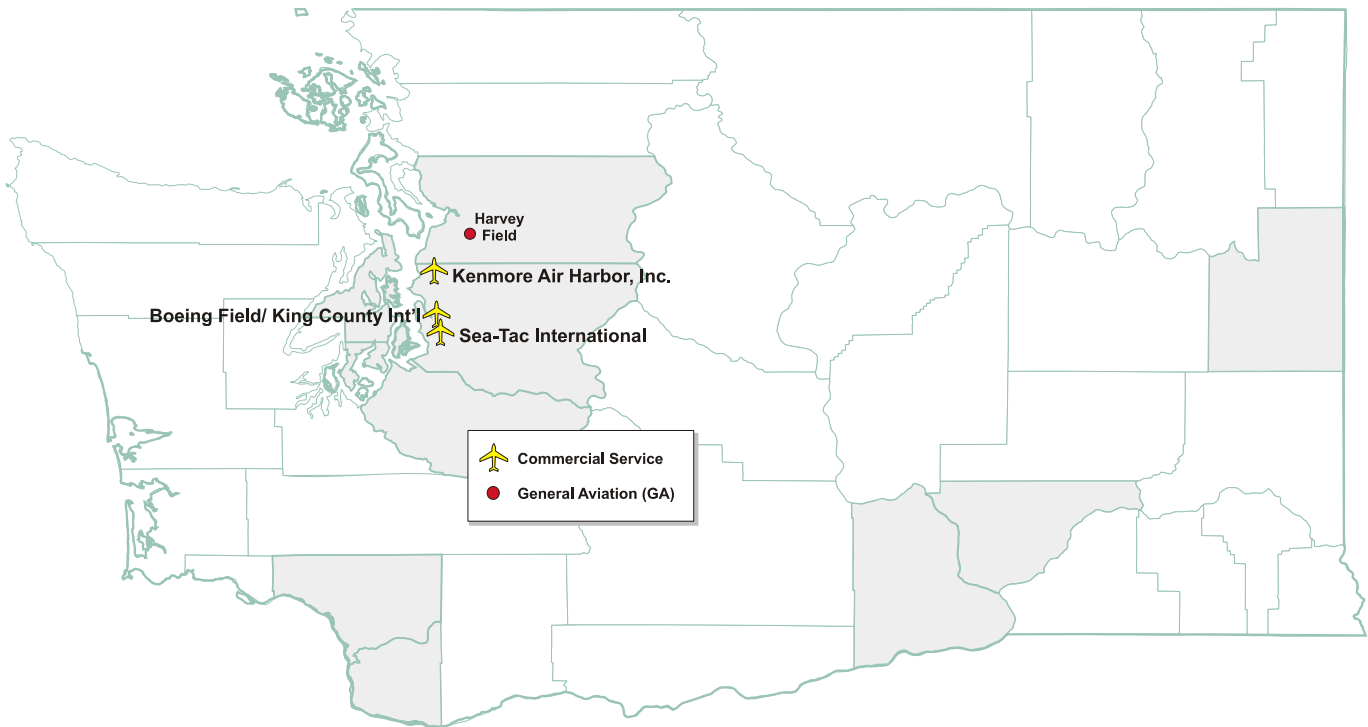 Harvey
Field
Kenmore Air Harbor, Inc.
Boeing Field/ King County Int'l
Sea-Tac International
Commercial Service
General Aviation (GA)